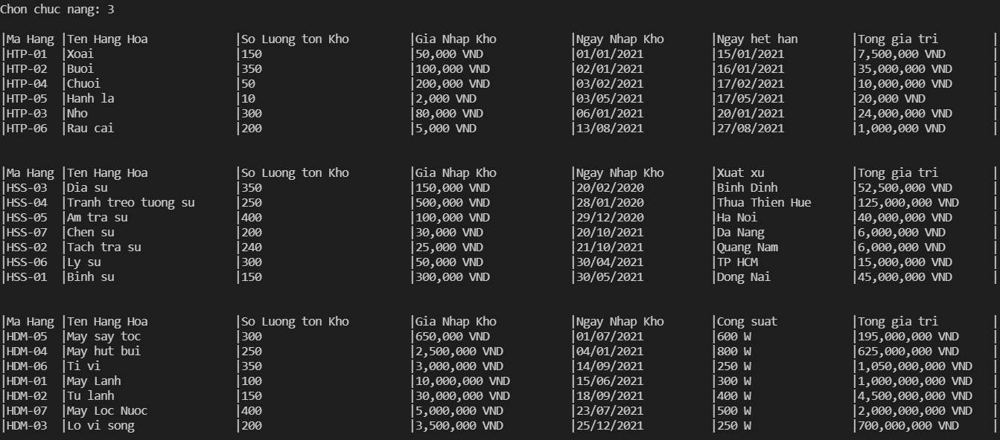 Chon chuc nang: 3
|Ma Hang |Ten Hang Hoa |So Luong ton Kho |Gia Nhap Kho |Ngay Nhap Kho |Ngay het han |Tong gia tri |
|HTP-01 |Xoai |150 |50,000 VND |01/01/2021 |15/01/2021 |7,500,000 VND |
|HTP-02 |Buoi |350 |100,000 VND |02/01/2021 |16/01/2021 |35,000,000 VND |
|HTP-04 |Chuoi |50 |200,000 VND |03/02/2021 |17/02/2021 |10,000,000 VND |
|HTP-05 |Hanh la |10 |2,000 VND |03/05/2021 |17/05/2021 |20,000 VND |
|HTP-03 |Nho |300 |80,000 VND |06/01/2021 |20/01/2021 |24,000,000 VND |
|HTP-06 |Rau cai |200 |5,000 VND |13/08/2021 |27/08/2021 |1,000,000 VND |
|Ma Hang |Ten Hang Hoa |So Luong ton Kho |Gia Nhap Kho |Ngay Nhap Kho |Xuat xu |Tong gia tri |
|HSS-03 |Dia su |350 |150,000 VND |20/02/2020 |Binh Dinh |52,500,000 VND |
|HSS-04 |Tranh treo tuong su |250 |500,000 VND |28/01/2020 |Thua Thien Hue |125,000,000 VND |
|HSS-05 |Am tra su |400 |100,000 VND |29/12/2020 |Ha Noi |40,000,000 VND |
|HSS-07 |Chen su |200 |30,000 VND |20/10/2021 |Da Nang |6,000,000 VND |
|HSS-02 |Tach tra su |240 |25,000 VND |21/10/2021 |Quang Nam |6,000,000 VND |
|HSS-06 |Ly su |300 |50,000 VND |30/04/2021 |TP HCM |15,000,000 VND |
|HSS-01 |Binh su |150 |300,000 VND |30/05/2021 |Dong Nai |45,000,000 VND |
|Ma Hang |Ten Hang Hoa |So Luong ton Kho |Gia Nhap Kho |Ngay Nhap Kho |Cong suat |Tong gia tri |
|HDM-05 |May say toc |300 |650,000 VND |01/07/2021 |600 W |195,000,000 VND |
|HDM-04 |May hut bui |250 |2,500,000 VND |04/01/2021 |800 W |625,000,000 VND |
|HDM-06 |Ti vi |350 |3,000,000 VND |14/09/2021 |250 W |1,050,000,000 VND |
|HDM-01 |May Lanh |100 |10,000,000 VND |15/06/2021 |300 W |1,000,000,000 VND |
|HDM-02 |Tu lanh |150 |30,000,000 VND |18/09/2021 |400 W |4,500,000,000 VND |
|HDM-07 |May Loc Nuoc |400 |5,000,000 VND |23/07/2021 |500 W |2,000,000,000 VND |
|HDM-03 |Lo vi song |200 |3,500,000 VND |25/12/2021 |250 W |700,000,000 VND |